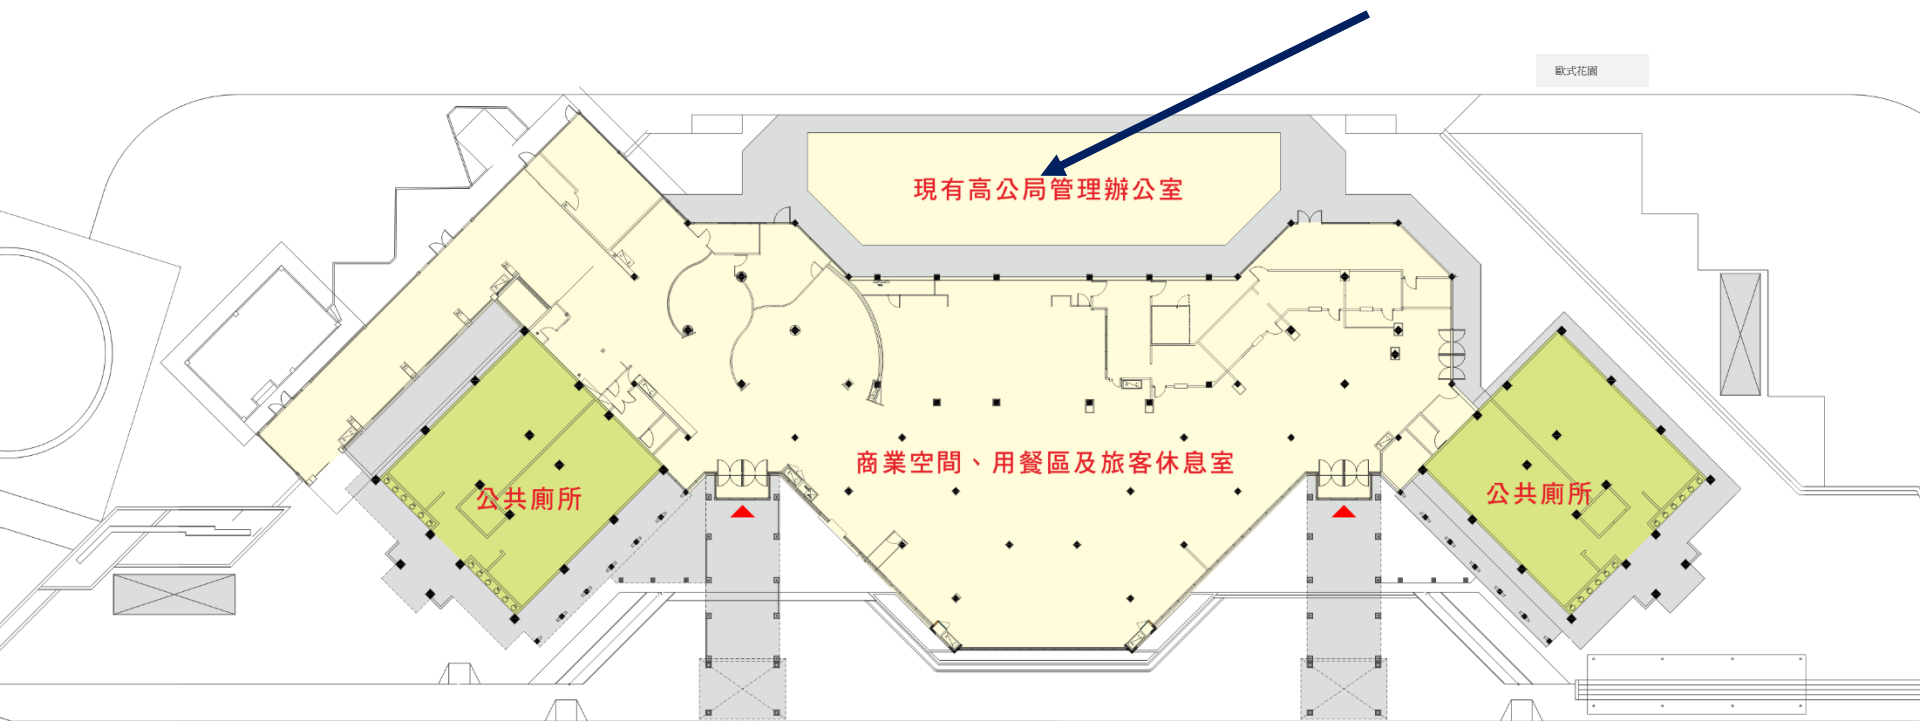 歐式花園
現有高公局管理辦公室
商業空間、用餐區及旅客休息室
公共廁所
公共廁所